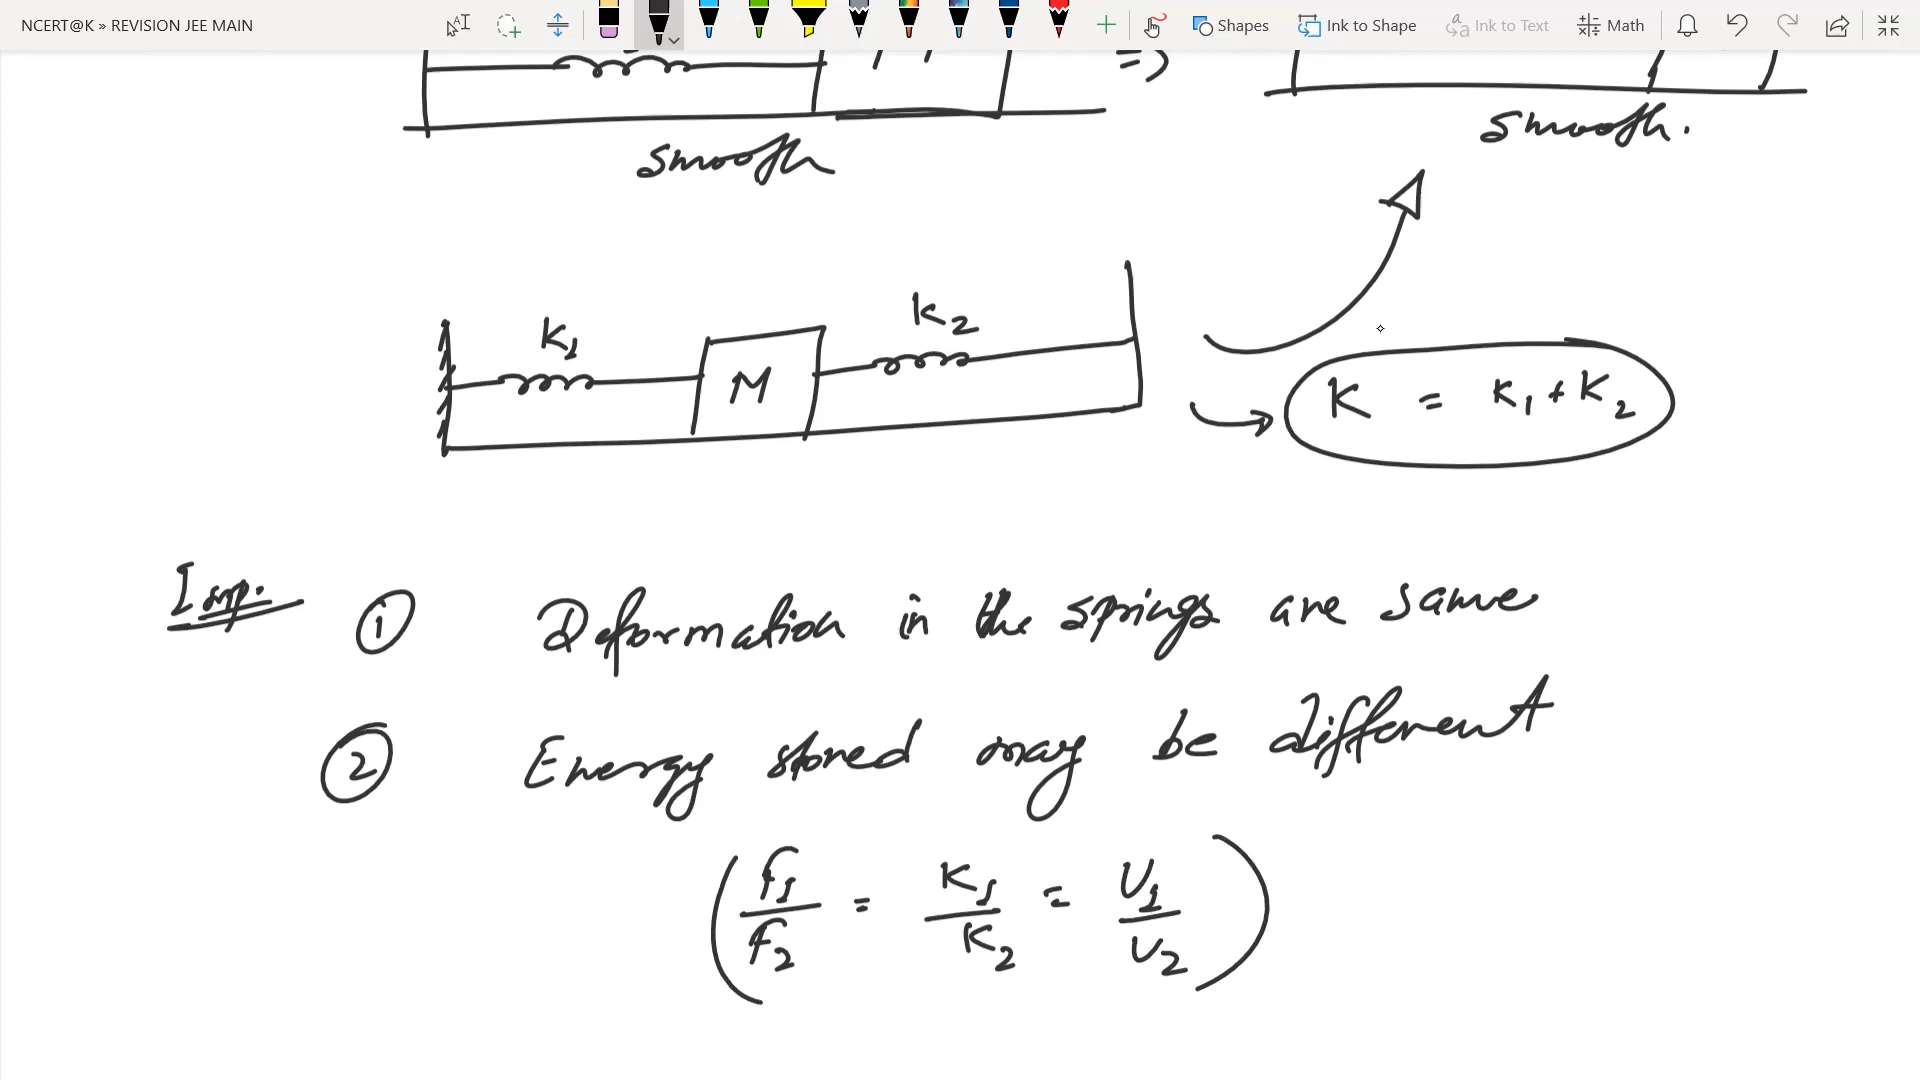 NCERT@K » REVISION JEE MAIN
Shapes Ink to Shape Ink to Text Math
=>
smooth
smooth.
K1 K2
M
K = K1 + K2
Imp. 1 Deformation in the springs are same
2 Energy stored may be different
(F1/F2 = K1/K2 = U1/U2)